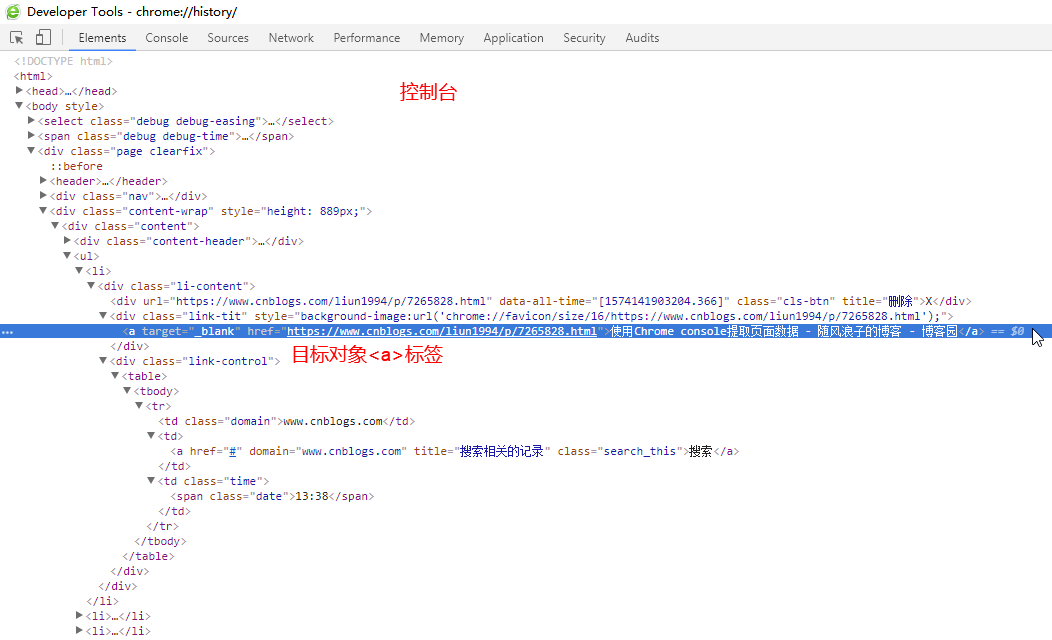 Developer Tools - chrome://history/
Elements Console Sources Network Performance Memory Application Security Audits
<!DOCTYPE html>
<html>
<head>…</head>
控制台
<body style>
<select class="debug debug-easing">…</select>
<span class="debug debug-time">…</span>
<div class="page clearfix">
::before
<header>…</header>
<div class="nav">…</div>
<div class="content-wrap" style="height: 889px;">
<div class="content">
<div class="content-header">…</div>
<ul>
<li>
<div class="li-content">
<div url="https://www.cnblogs.com/liun1994/p/7265828.html" data-all-time="[1574141903204.366]" class="cls-btn" title="删除">X</div>
<div class="link-tit" style="background-image:url('chrome://favicon/size/16/https://www.cnblogs.com/liun1994/p/7265828.html');">
<a target="_blank" href="https://www.cnblogs.com/liun1994/p/7265828.html">使用Chrome console提取页面数据 - 随风浪子的博客 - 博客园</a> == $0
</div>
目标对象<a>标签
<div class="link-control">
<table>
<tbody>
<tr>
<td class="domain">www.cnblogs.com</td>
<td>
<a href="#" domain="www.cnblogs.com" title="搜索相关的记录" class="search_this">搜索</a>
</td>
<td class="time">
<span class="date">13:38</span>
</td>
</tr>
</tbody>
</table>
</div>
</div>
</li>
<li>…</li>
<li>…</li>